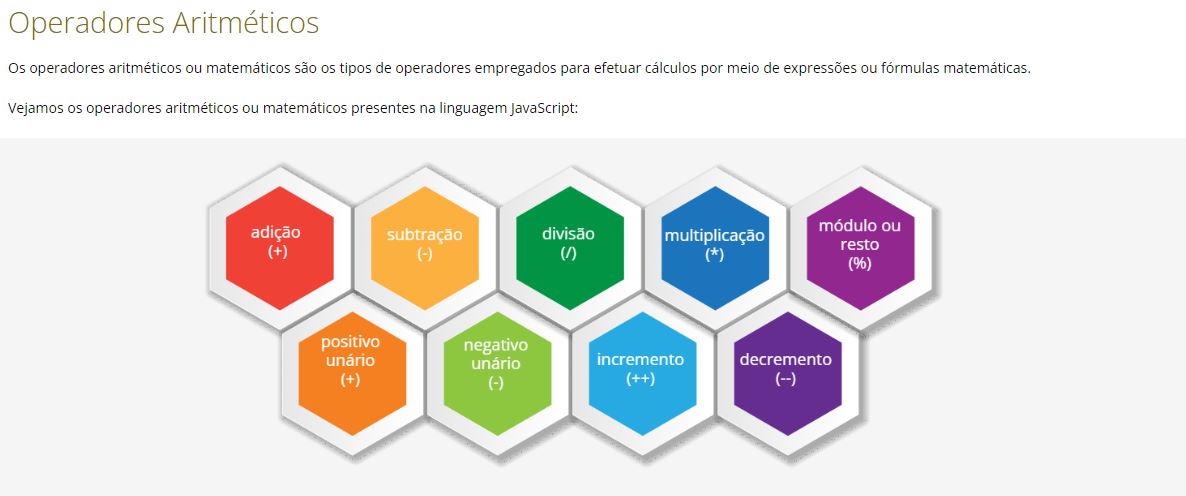 Operadores Aritméticos
Os operadores aritméticos ou matemáticos são os tipos de operadores empregados para efetuar cálculos por meio de expressões ou fórmulas matemáticas.
Vejamos os operadores aritméticos ou matemáticos presentes na linguagem JavaScript:
adição
(+)
subtração
(-)
divisão
(/)
multiplicação
(*)
módulo ou
resto
(%)
positivo
unário
(+)
negativo
unário
(-)
incremento
(++)
decremento
(--)